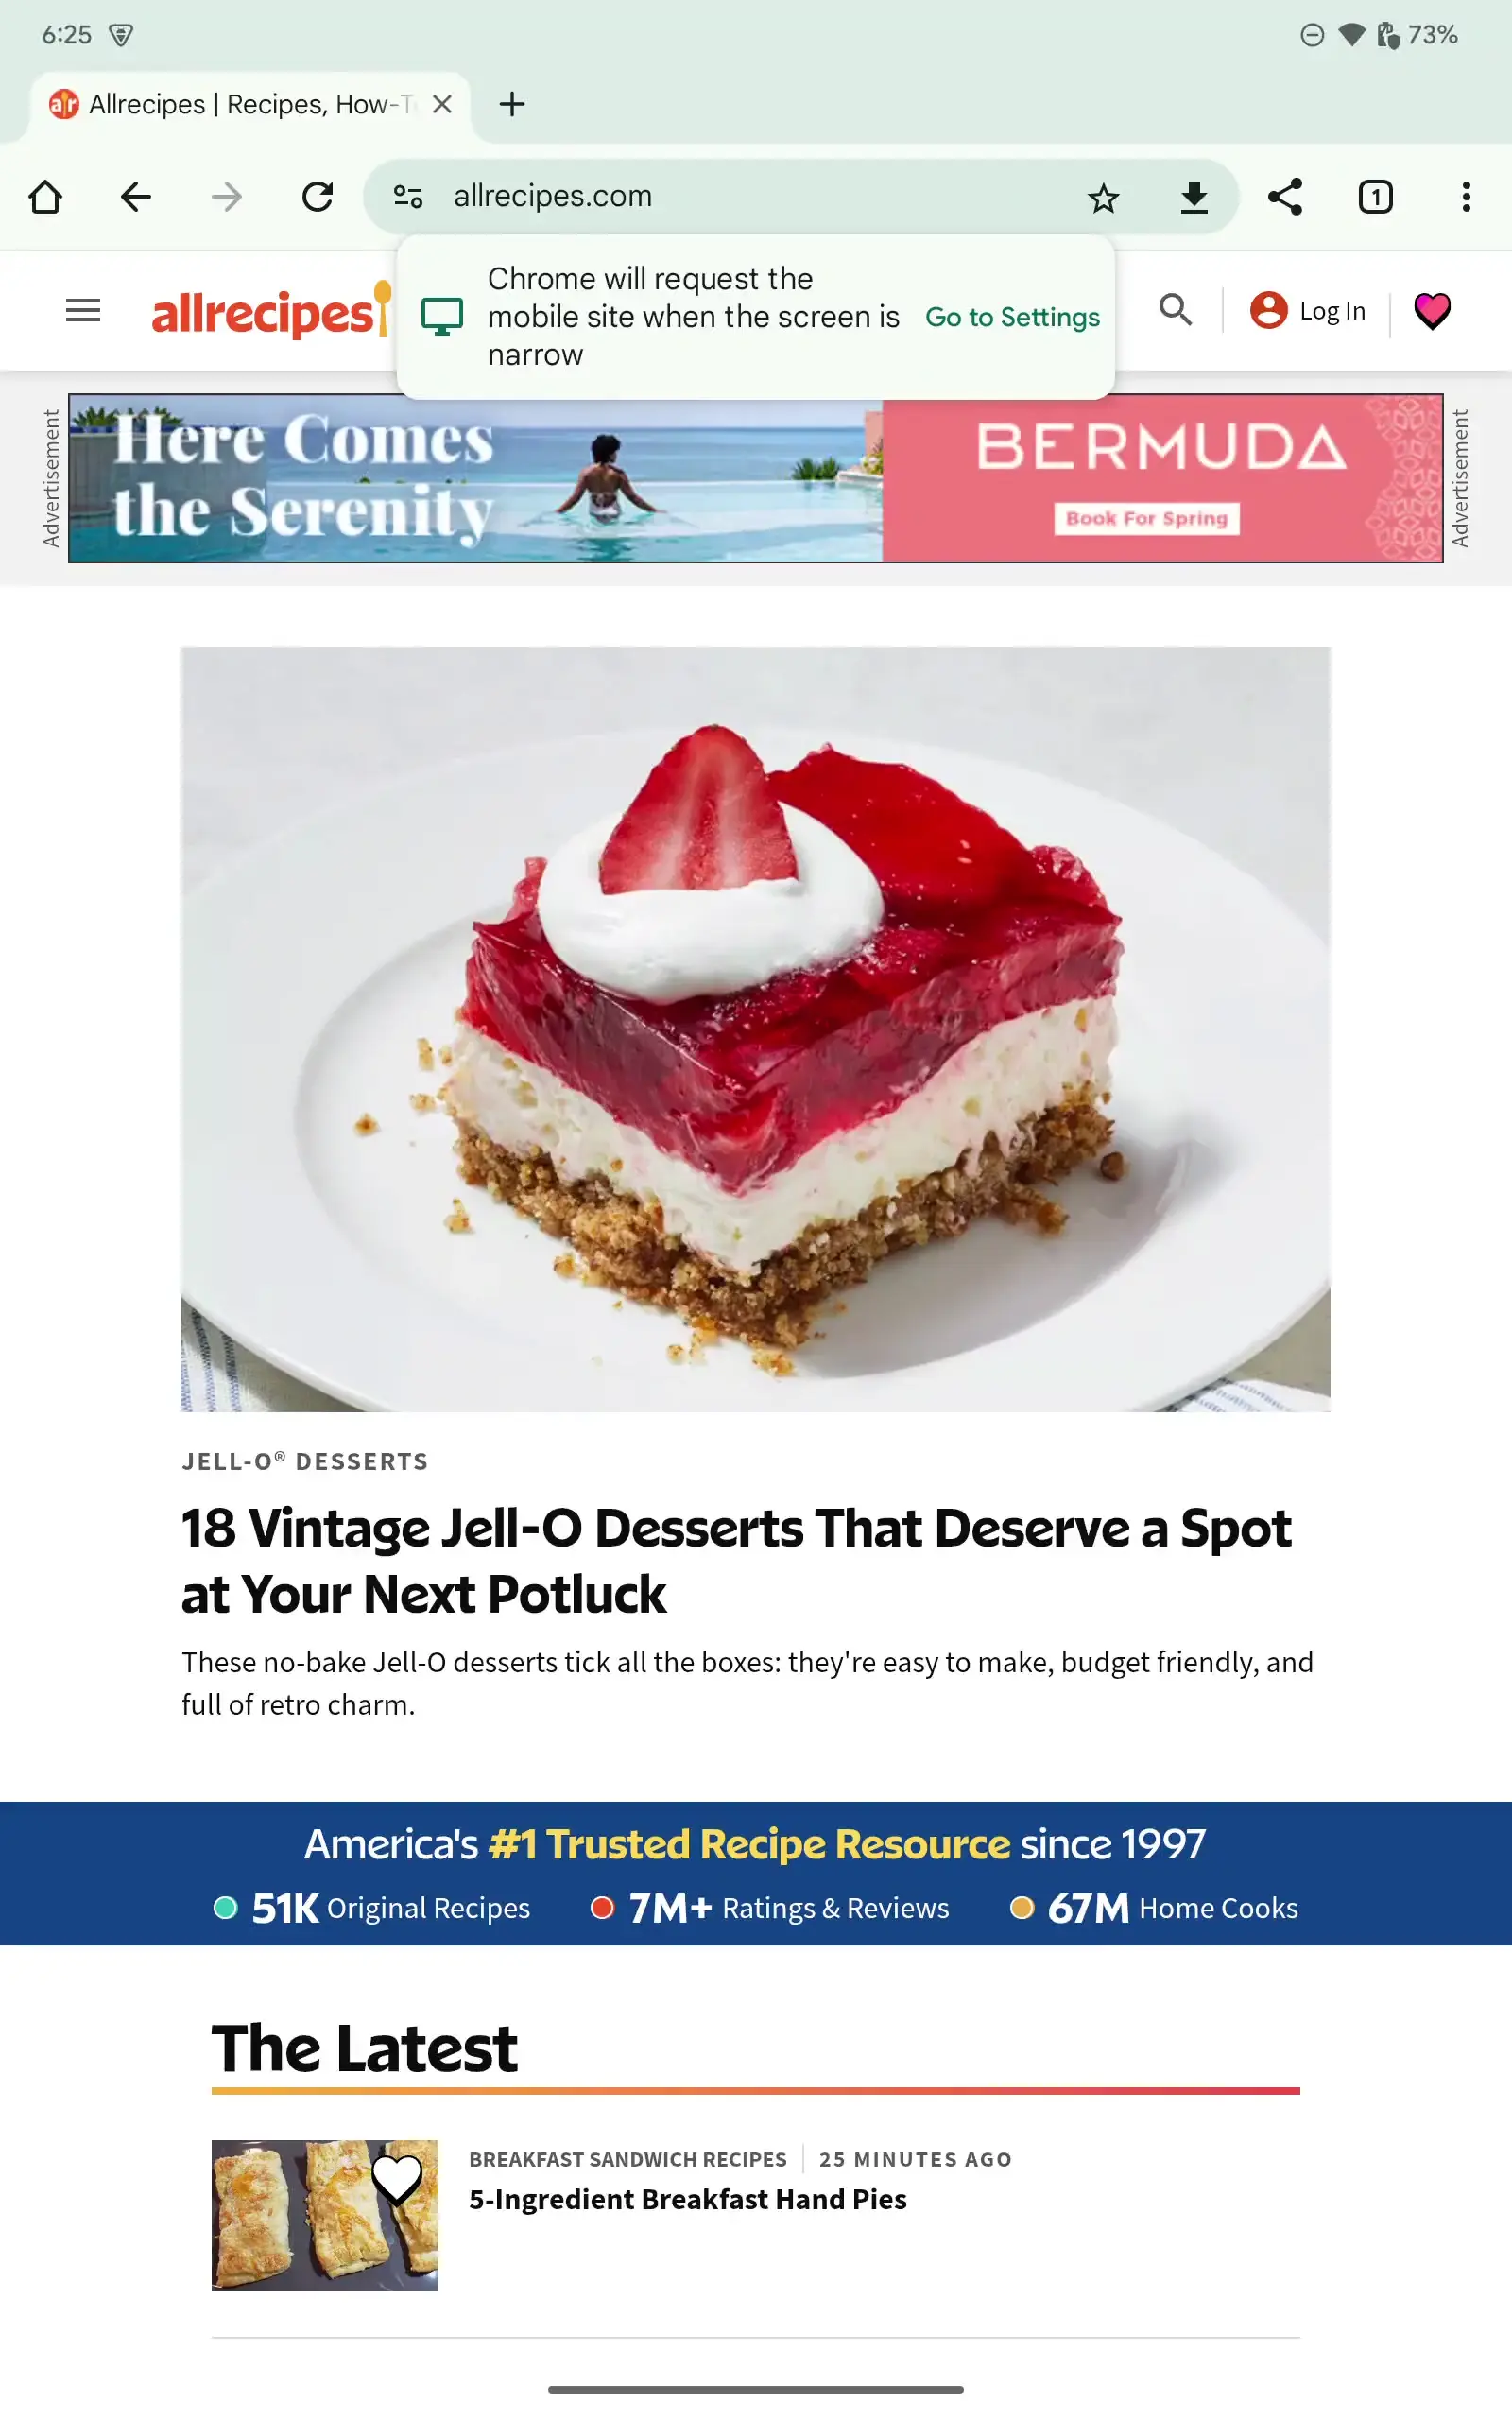 6:25
73%
Allrecipes | Recipes, How-T
allrecipes.com
1
Chrome will request the
mobile site when the screen is
narrow
Go to Settings
allrecipes
Log In
Advertisement
Here Comes
the Serenity
BERMUDA
Book For Spring
Advertisement
JELL-O® DESSERTS
18 Vintage Jell-O Desserts That Deserve a Spot
at Your Next Potluck
These no-bake Jell-O desserts tick all the boxes: they're easy to make, budget friendly, and
full of retro charm.
America's #1 Trusted Recipe Resource since 1997
51K Original Recipes 7M+ Ratings & Reviews 67M Home Cooks
The Latest
BREAKFAST SANDWICH RECIPES | 25 MINUTES AGO
5-Ingredient Breakfast Hand Pies